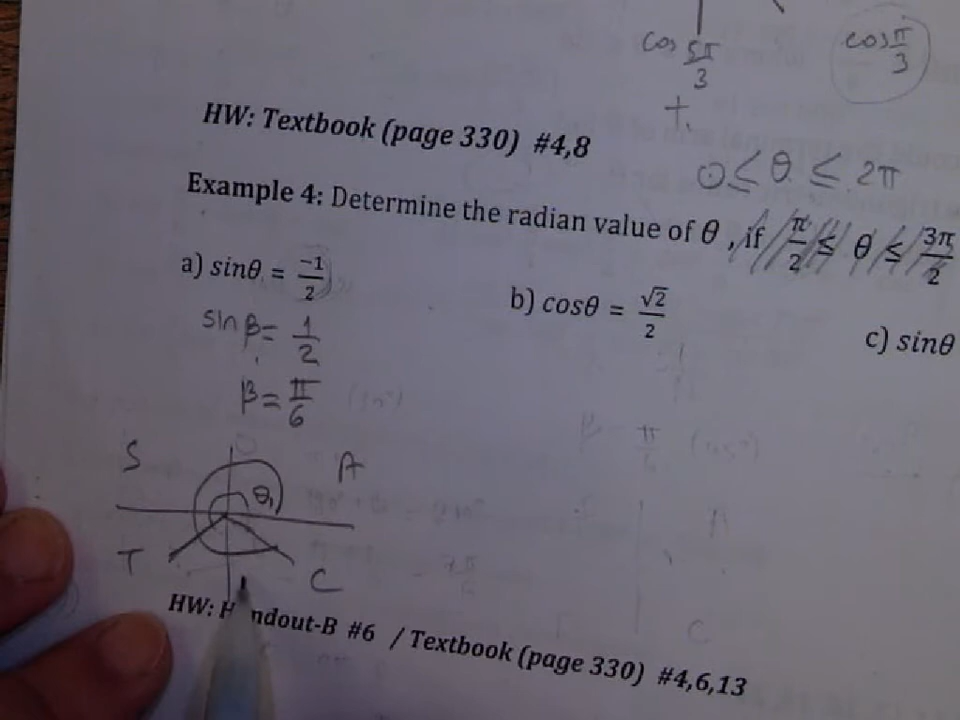 cos 5π/3
cos π/3
+
HW: Textbook (page 330) #4,8
0 ≤ θ ≤ 2π
Example 4: Determine the radian value of θ , if π/2 ≤ θ ≤ 3π/2
a) sinθ = -1/2
b) cosθ = √2/2
c) sinθ
sin β = 1/2
β = π/6
S
A
θ₁
T
C
HW: H ndout-B #6 / Textbook (page 330) #4,6,13